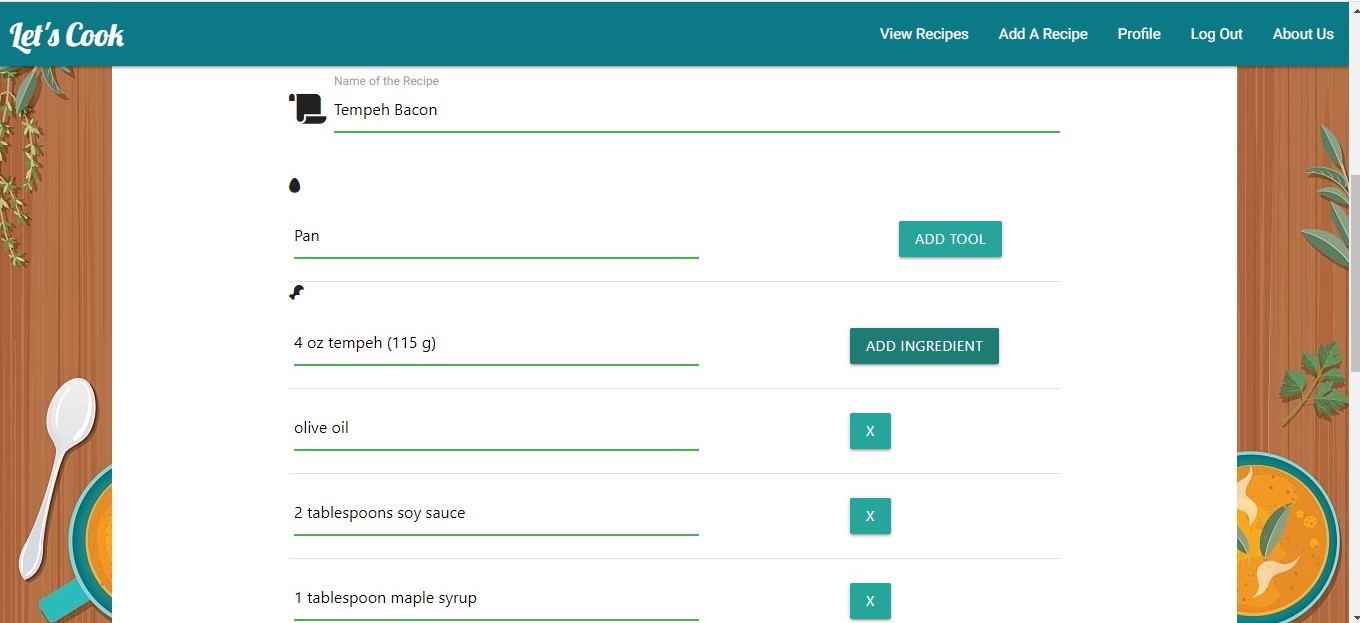 Let's Cook
View Recipes Add A Recipe Profile Log Out About Us
Name of the Recipe
Tempeh Bacon
Pan ADD TOOL
4 oz tempeh (115 g) ADD INGREDIENT
olive oil X
2 tablespoons soy sauce X
1 tablespoon maple syrup X